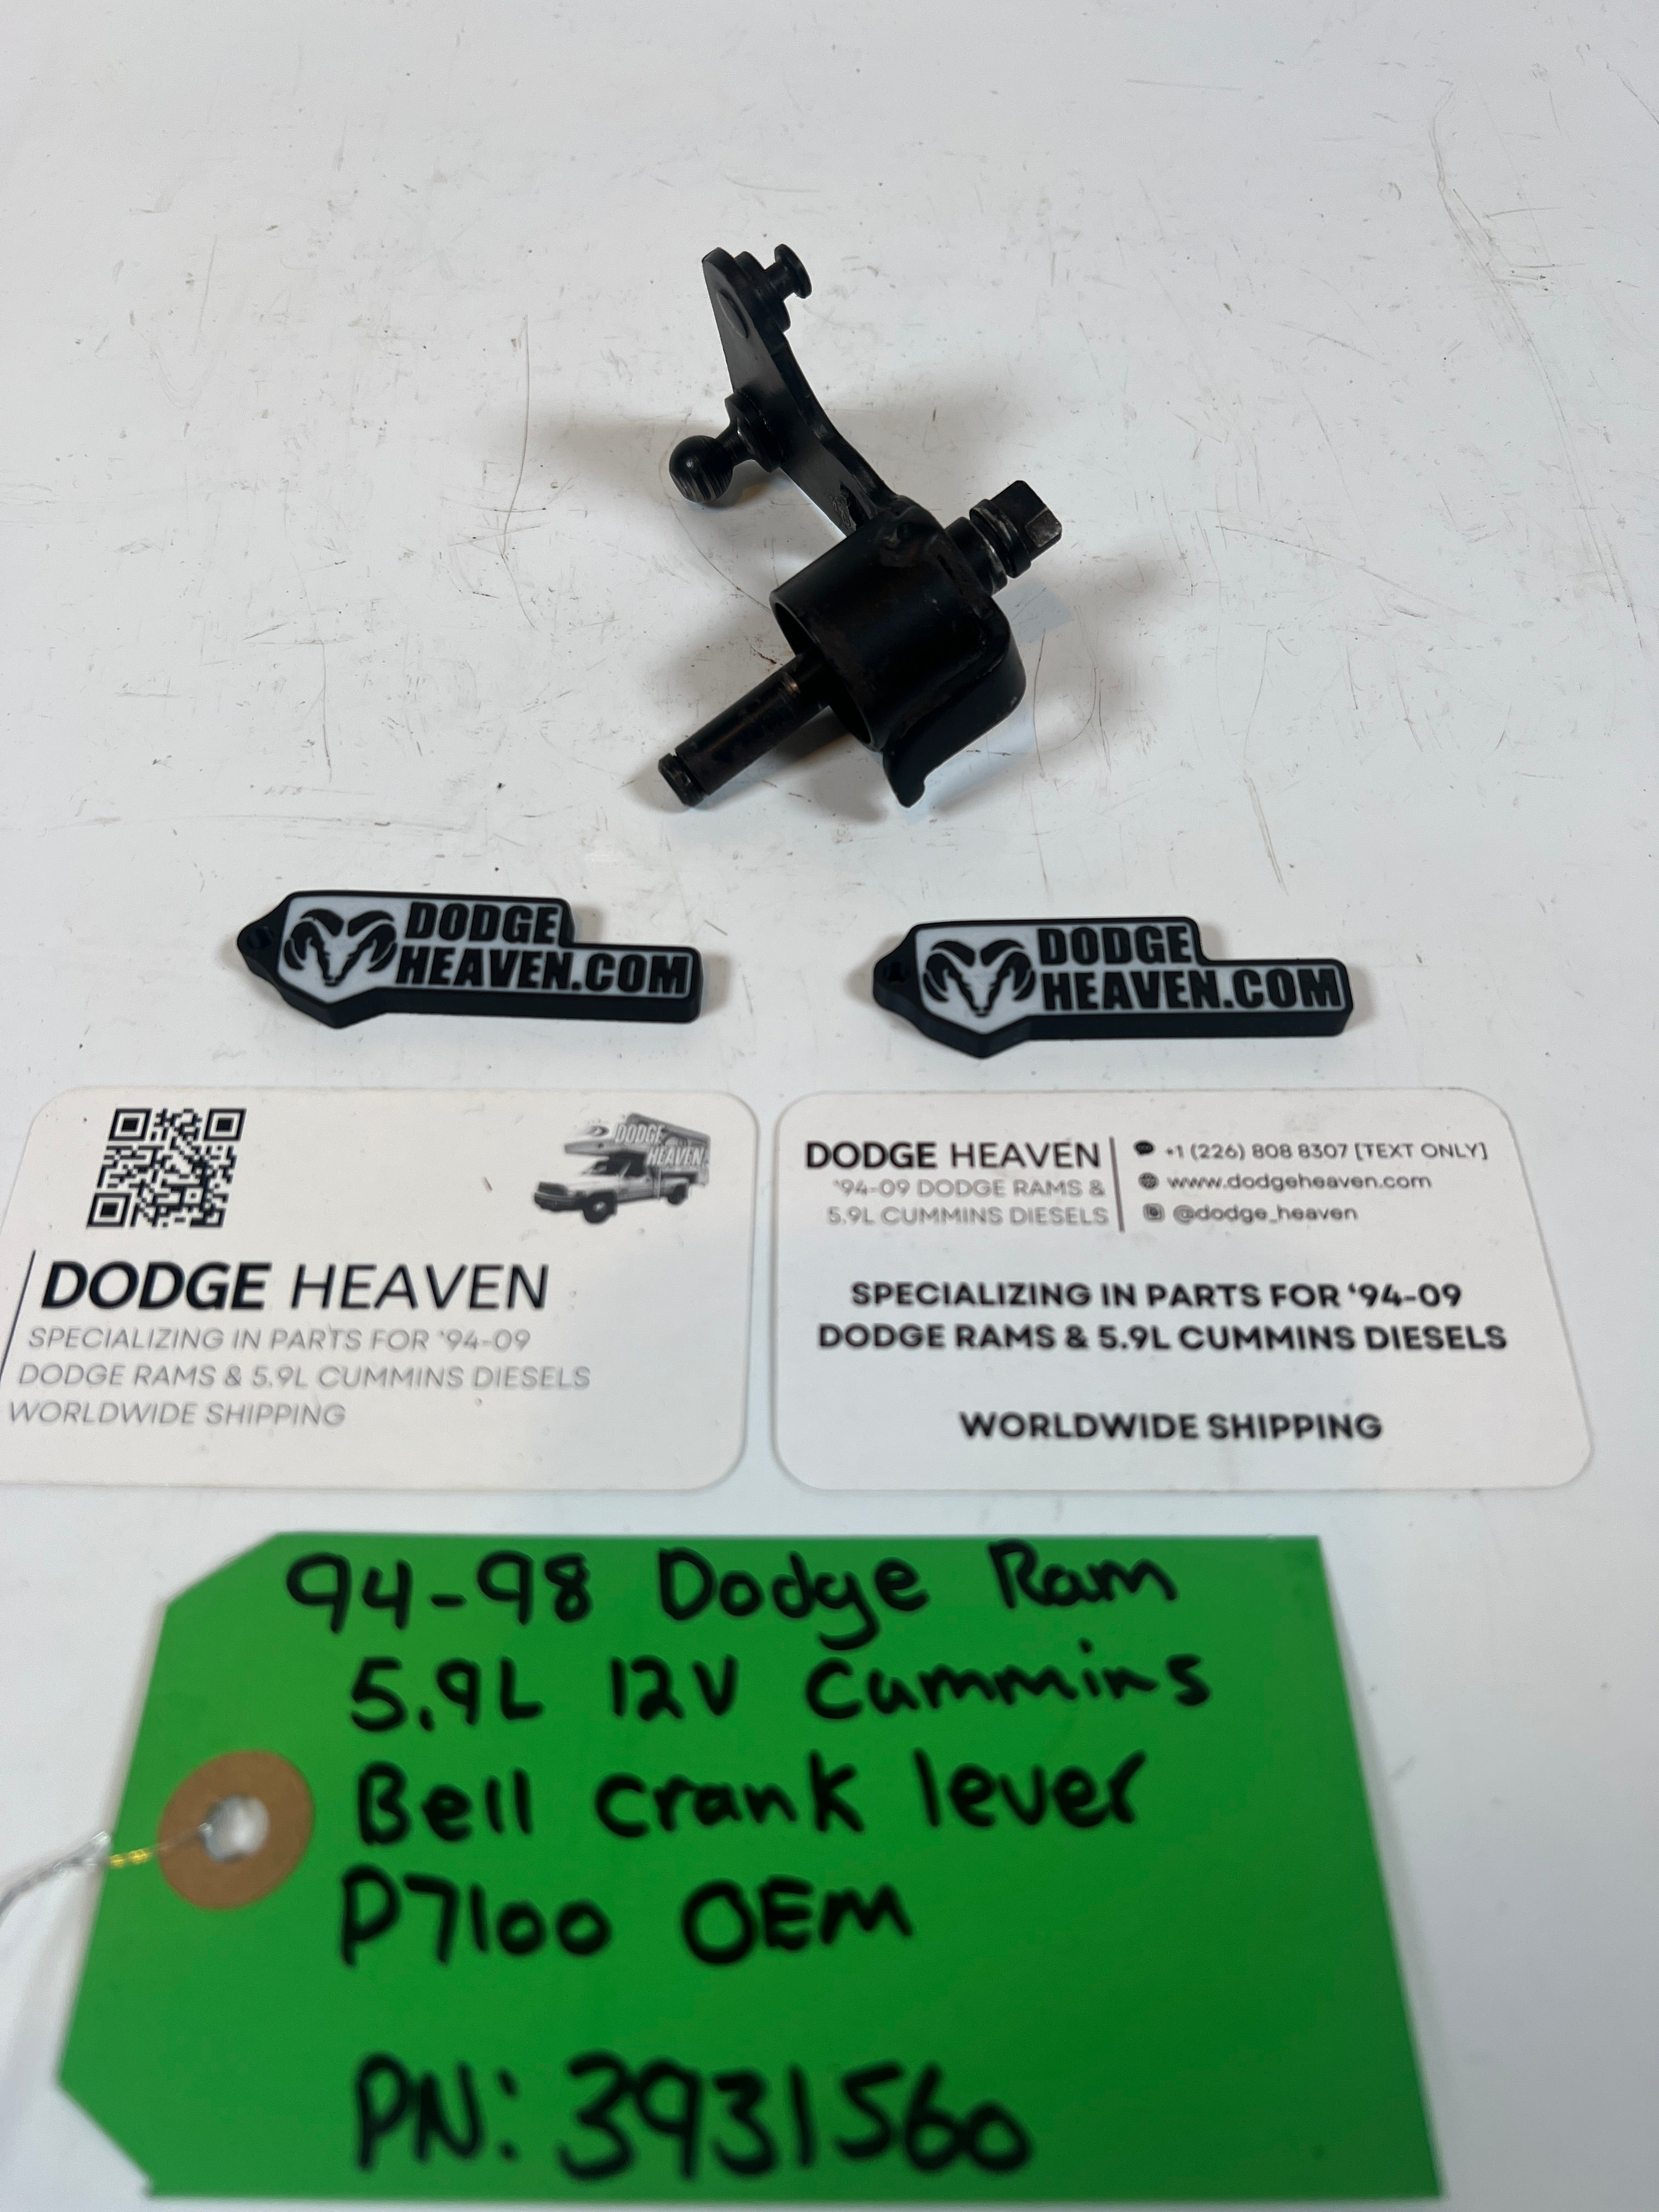 DODGE
HEAVEN.COM
DODGE
HEAVEN.COM
DODGE
HEAVEN
DODGE HEAVEN
SPECIALIZING IN PARTS FOR '94-09
DODGE RAMS & 5.9L CUMMINS DIESELS
WORLDWIDE SHIPPING
DODGE HEAVEN
'94-09 DODGE RAMS &
5.9L CUMMINS DIESELS
+1 (226) 808 8307 [TEXT ONLY]
www.dodgeheaven.com
@dodge_heaven
SPECIALIZING IN PARTS FOR '94-09
DODGE RAMS & 5.9L CUMMINS DIESELS
WORLDWIDE SHIPPING
94-98 Dodge Ram
5.9L 12V Cummins
Bell crank lever
P7100 OEM
PN: 3931560